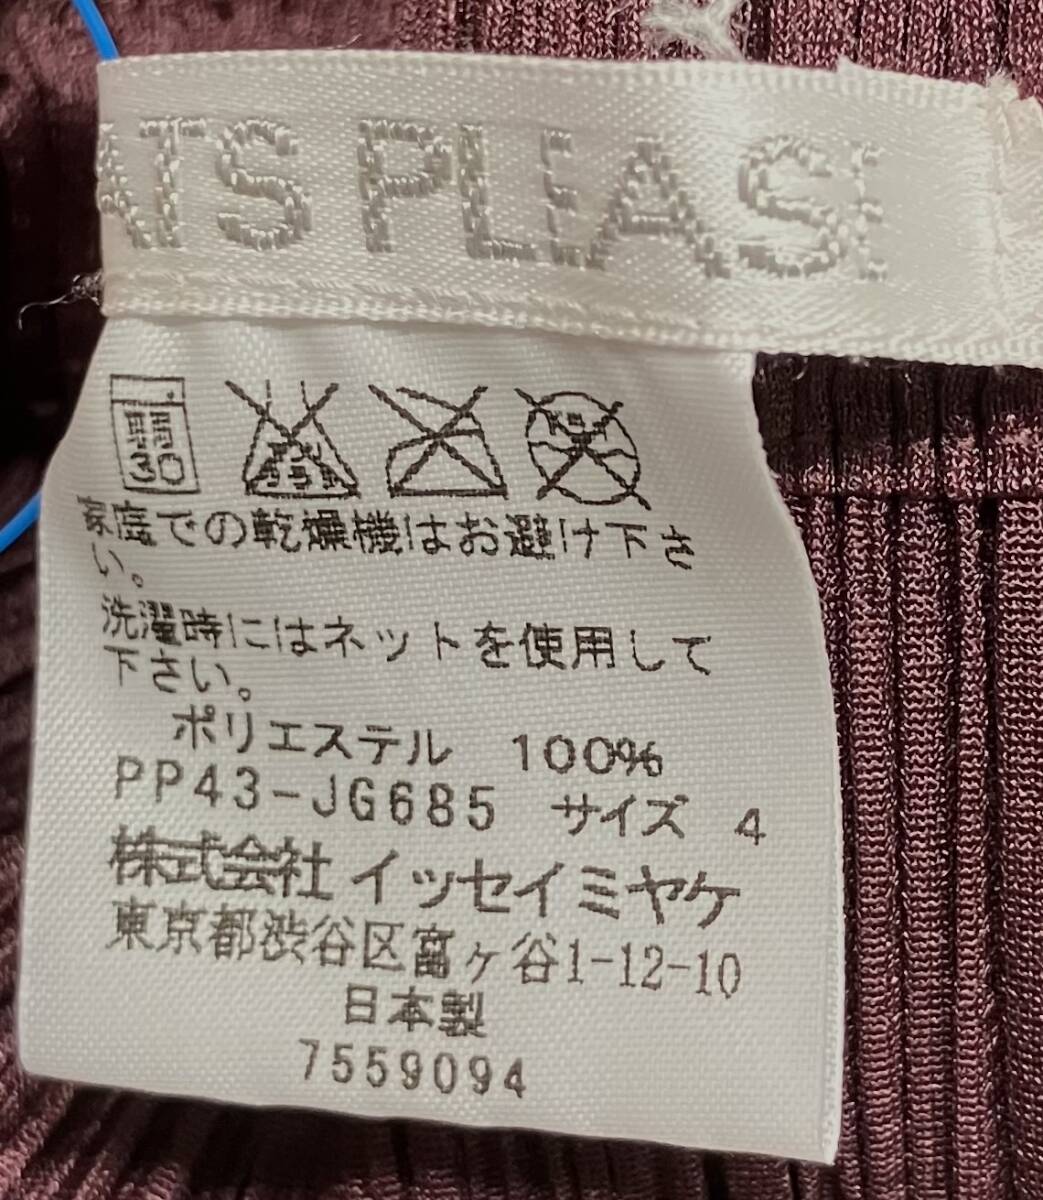 ATS PLEASE
家庭での乾燥機はお避け下さ
い。
洗濯時にはネットを使用して
下さい。
ポリエステル 100%
PP43-JG685 サイズ 4
株式会社 イッセイミヤケ
東京都渋谷区富ヶ谷1-12-10
日本製
7559094